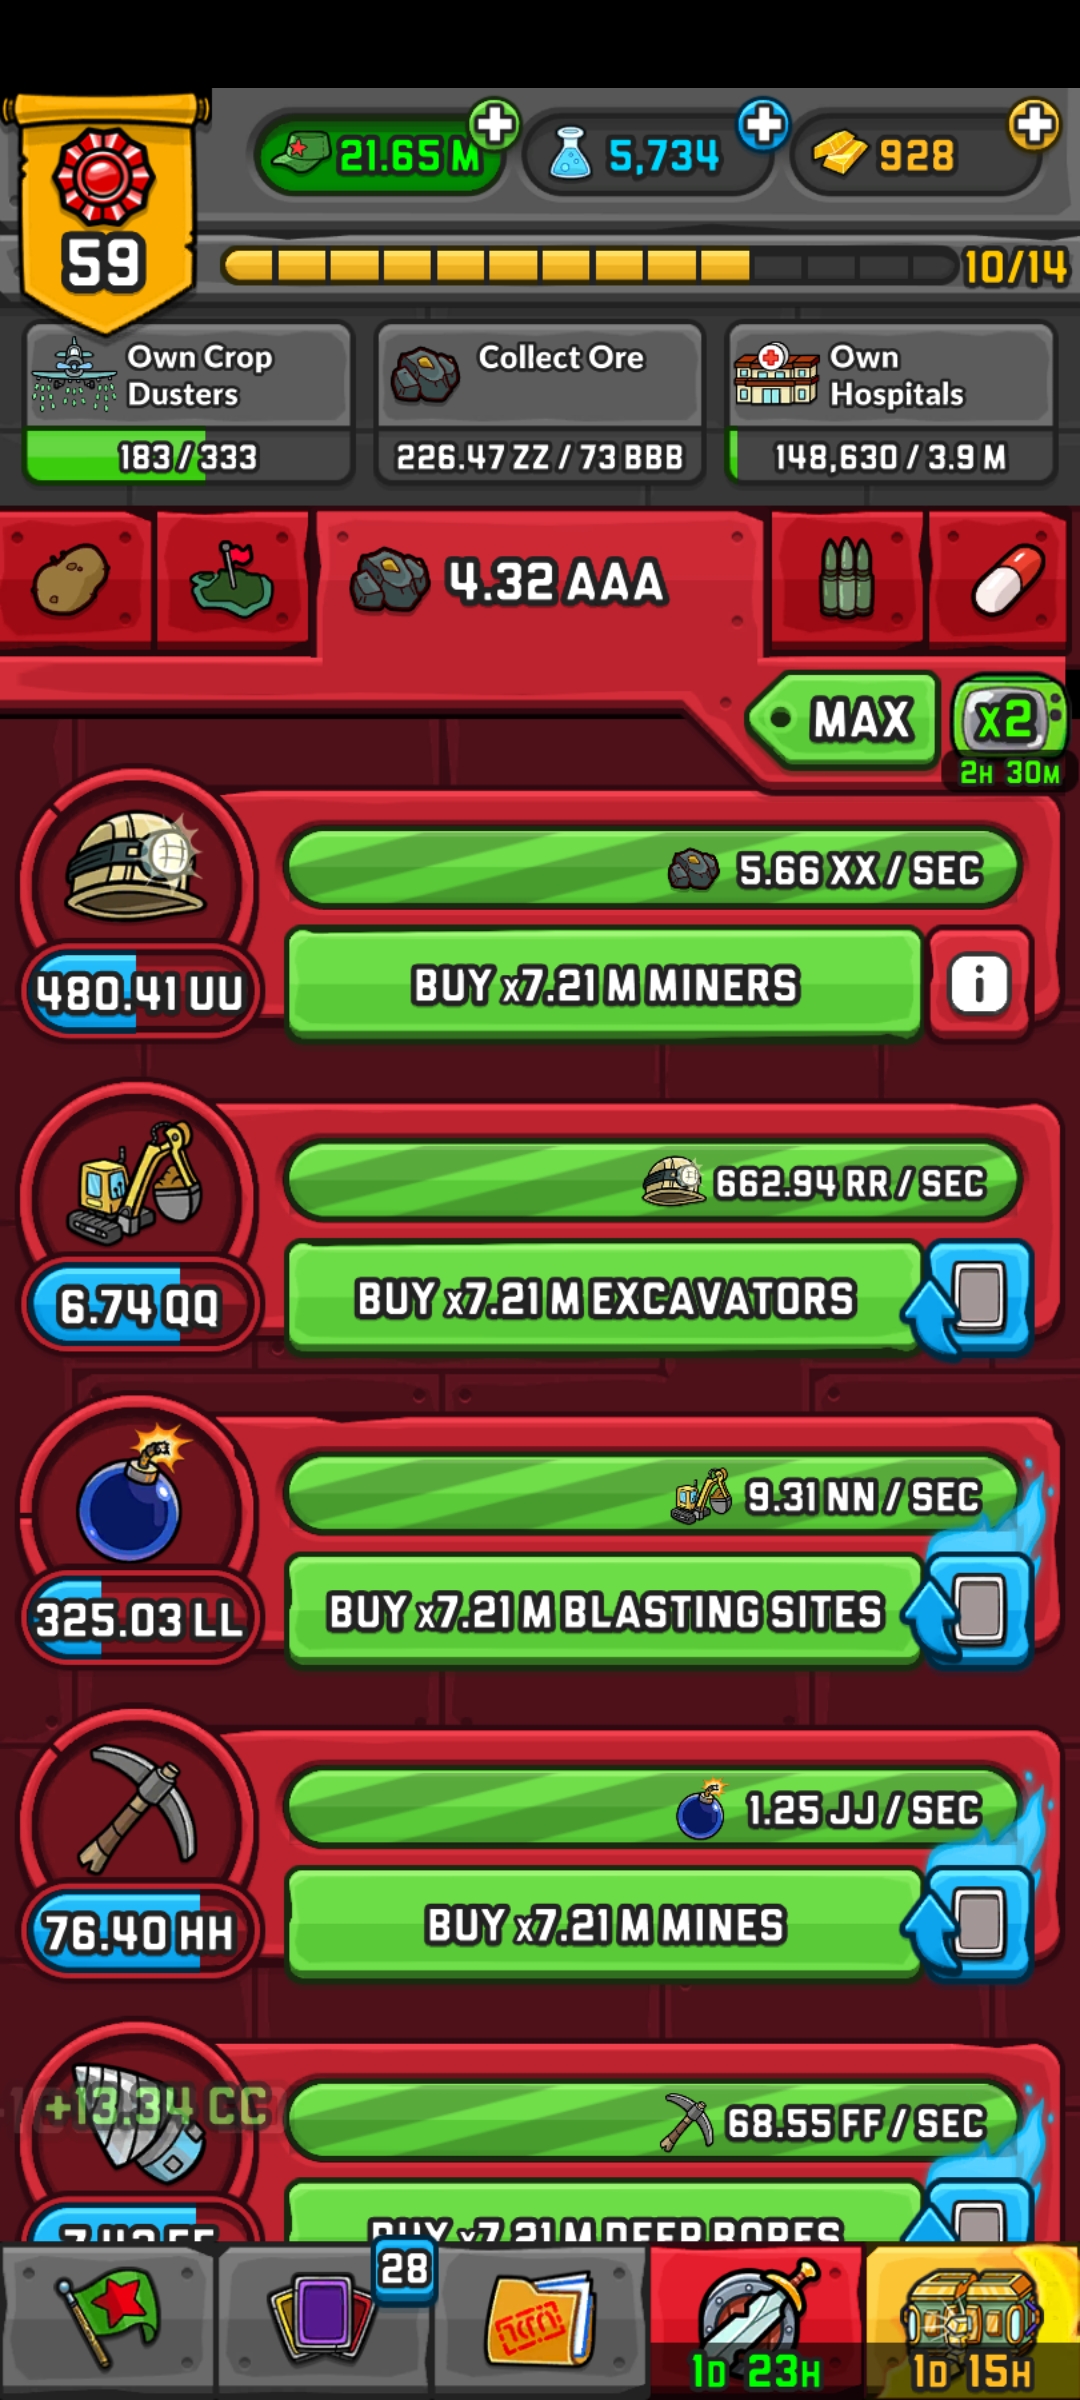 21.65 M
5,734
928
59
10/14
Own Crop
Dusters
183/333
Collect Ore
226.47 ZZ / 73 BBB
Own
Hospitals
148,630 / 3.9 M
4.32 AAA
MAX
x2
2H 30M
5.66 XX / SEC
480.41 UU
BUY x7.21 M MINERS
i
662.94 RR / SEC
6.74 QQ
BUY x7.21 M EXCAVATORS
9.31 NN / SEC
325.03 LL
BUY x7.21 M BLASTING SITES
1.25 JJ / SEC
76.40 HH
BUY x7.21 M MINES
+13.34 CC
68.55 FF / SEC
BUY x7.21 M DEEP BORES
28
1D 23H
1D 15H